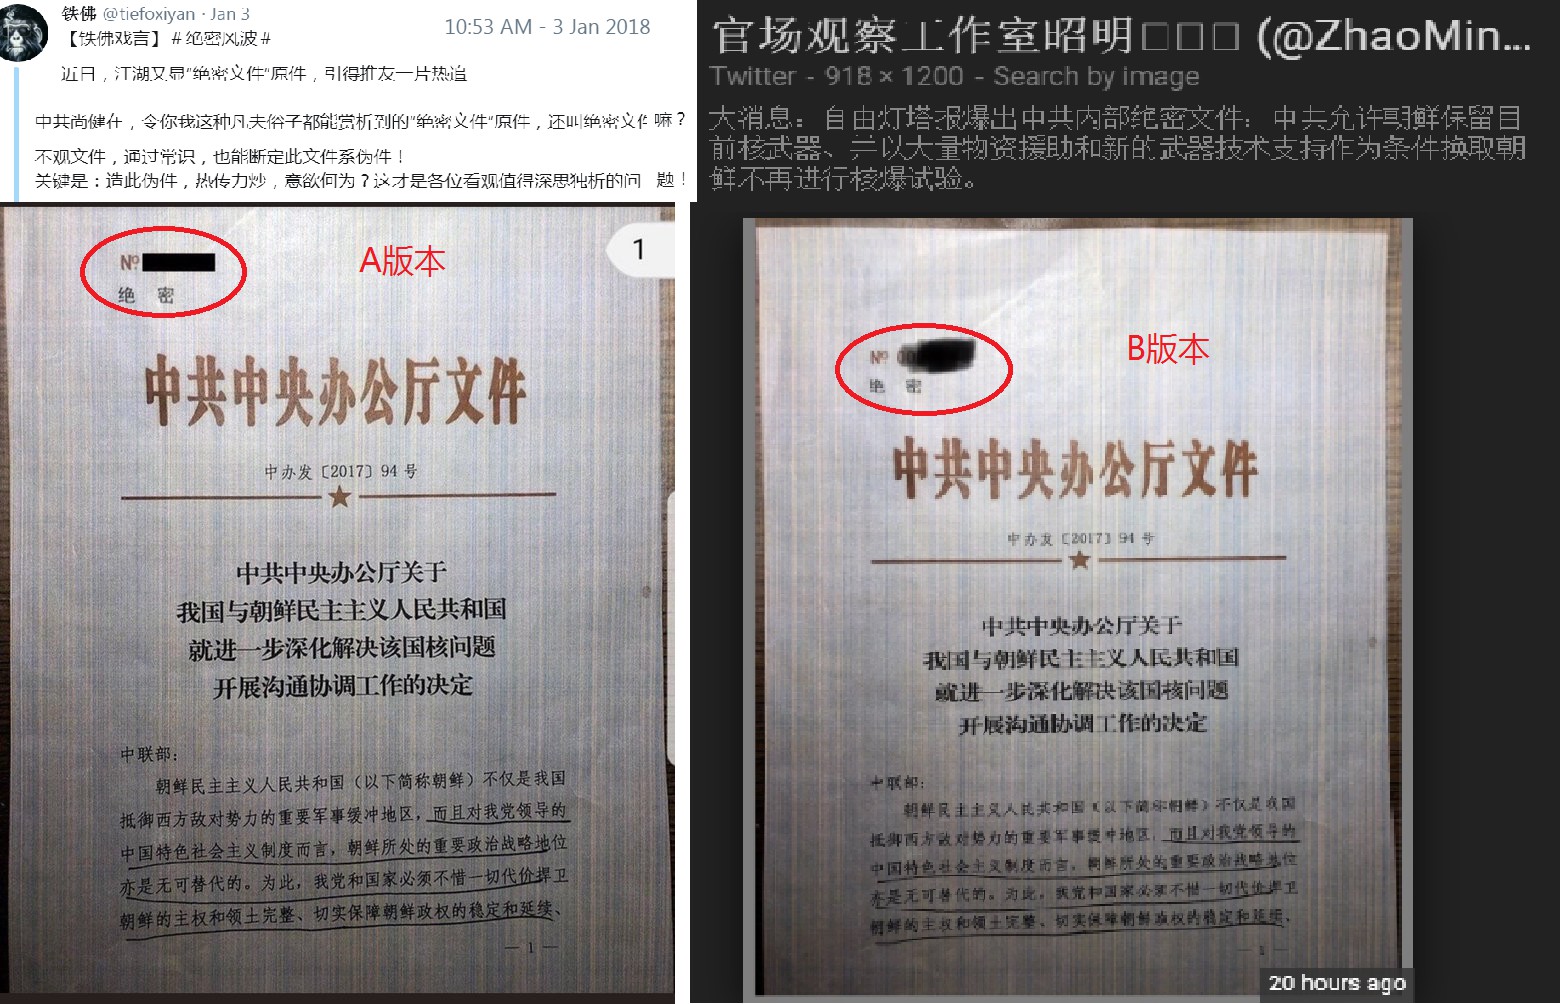 铁佛 @tiefoxiyan · Jan 3
10:53 AM - 3 Jan 2018
【铁佛戏言】#绝密风波#
近日，江湖又显"绝密文件"原件，引得推友一片热追
中共尚健在，令你我这种凡夫俗子都能赏析到的"绝密文件"原件，还叫绝密文件嘛？
不观文件，通过常识，也能断定此文件系伪件！
关键是：造此伪件，热传力炒，意欲何为？这才是各位看观值得深思独析的问题！
A版本
1
№
绝 密
中共中央办公厅文件
中办发〔2017〕94 号
中共中央办公厅关于
我国与朝鲜民主主义人民共和国
就进一步深化解决该国核问题
开展沟通协调工作的决定
中联部：
朝鲜民主主义人民共和国（以下简称朝鲜）不仅是我国
抵御西方敌对势力的重要军事缓冲地区，而且对我党领导的
中国特色社会主义制度而言，朝鲜所处的重要政治战略地位
亦是无可替代的。为此，我党和国家必须不惜一切代价捍卫
朝鲜的主权和领土完整、切实保障朝鲜政权的稳定和延续、
— 1 —
官场观察工作室昭明□□□ (@ZhaoMin...
Twitter - 918 × 1200 - Search by image
大消息：自由灯塔报爆出中共内部绝密文件：中共允许朝鲜保留目
前核武器、并以大量物资援助和新的武器技术支持作为条件换取朝
鲜不再进行核爆试验。
B版本
№ 00
绝 密
中共中央办公厅文件
中办发〔2017〕94 号
中共中央办公厅关于
我国与朝鲜民主主义人民共和国
就进一步深化解决该国核问题
开展沟通协调工作的决定
中联部：
朝鲜民主主义人民共和国（以下简称朝鲜）不仅是我国
抵御西方敌对势力的重要军事缓冲地区，而且对我党领导的
中国特色社会主义制度而言，朝鲜所处的重要政治战略地位
亦是无可替代的。为此，我党和国家必须不惜一切代价捍卫
朝鲜的主权和领土完整、切实保障朝鲜政权的稳定和延续、
— 1 —
20 hours ago